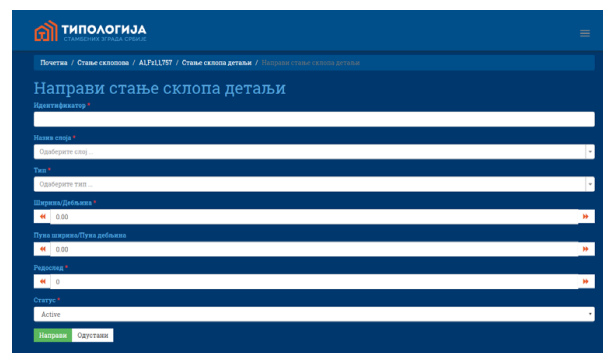 ТИПОЛОГИЈА
СТАМБЕНИХ ЗГРАДА СРБИЈЕ
Почетна / Стање склопова / A1,Fz1,1,757 / Стање склопа детаљи / Направи стање склопа детаље
Направи стање склопа детаљи
Идентификатор *
Назив слоја *
Одаберите слој ...
Тип *
Одаберите тип ...
Ширина/Дебљина *
0.00
Пуна ширина/Пуна дебљина
0.00
Редослед *
0
Статус *
Active
Направи Одустани